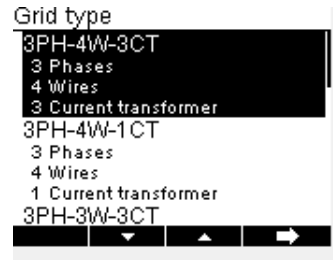 Grid type
3PH-4W-3CT
3 Phases
4 Wires
3 Current transformer
3PH-4W-1CT
3 Phases
4 Wires
1 Current transformer
3PH-3W-3CT